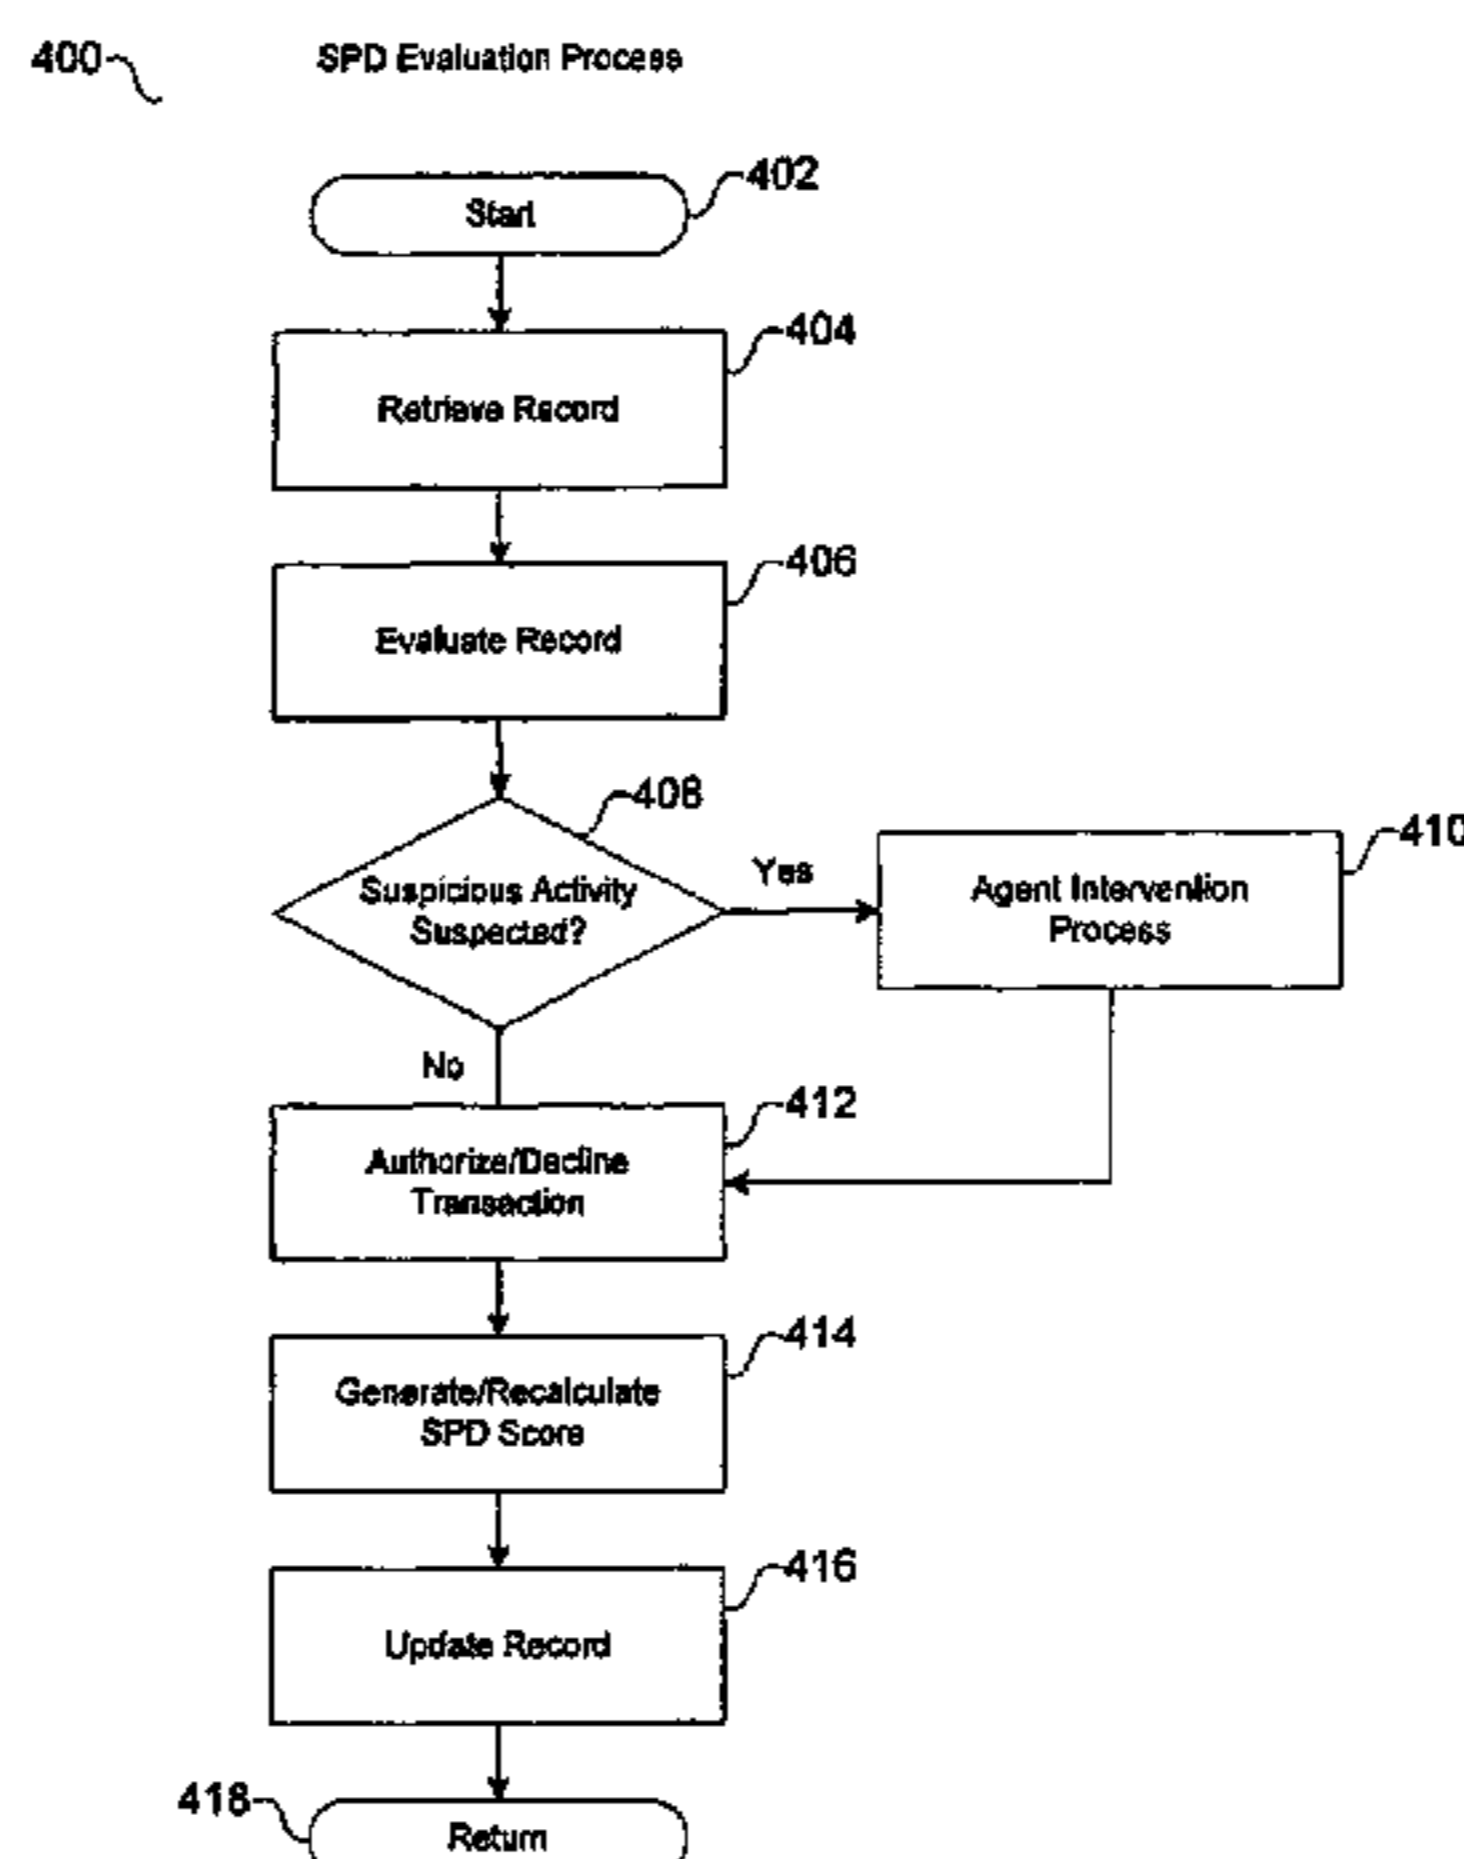 400
SPD Evaluation Process
402
Start
404
Retrieve Record
406
Evaluate Record
408
Suspicious Activity
Suspected?
Yes
410
Agent Intervention
Process
No
412
Authorize/Decline
Transaction
414
Generate/Recalculate
SPD Score
416
Update Record
418
Return